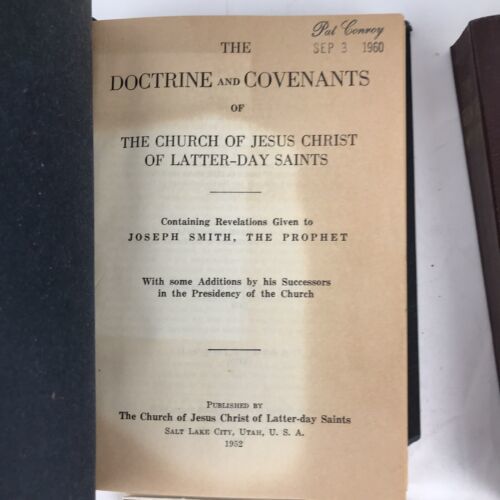 Pat Conroy
SEP 3 1960
THE
DOCTRINE AND COVENANTS
OF
THE CHURCH OF JESUS CHRIST
OF LATTER-DAY SAINTS
Containing Revelations Given to
JOSEPH SMITH, THE PROPHET
With some Additions by his Successors
in the Presidency of the Church
PUBLISHED BY
The Church of Jesus Christ of Latter-day Saints
SALT LAKE CITY, UTAH, U. S. A.
1952